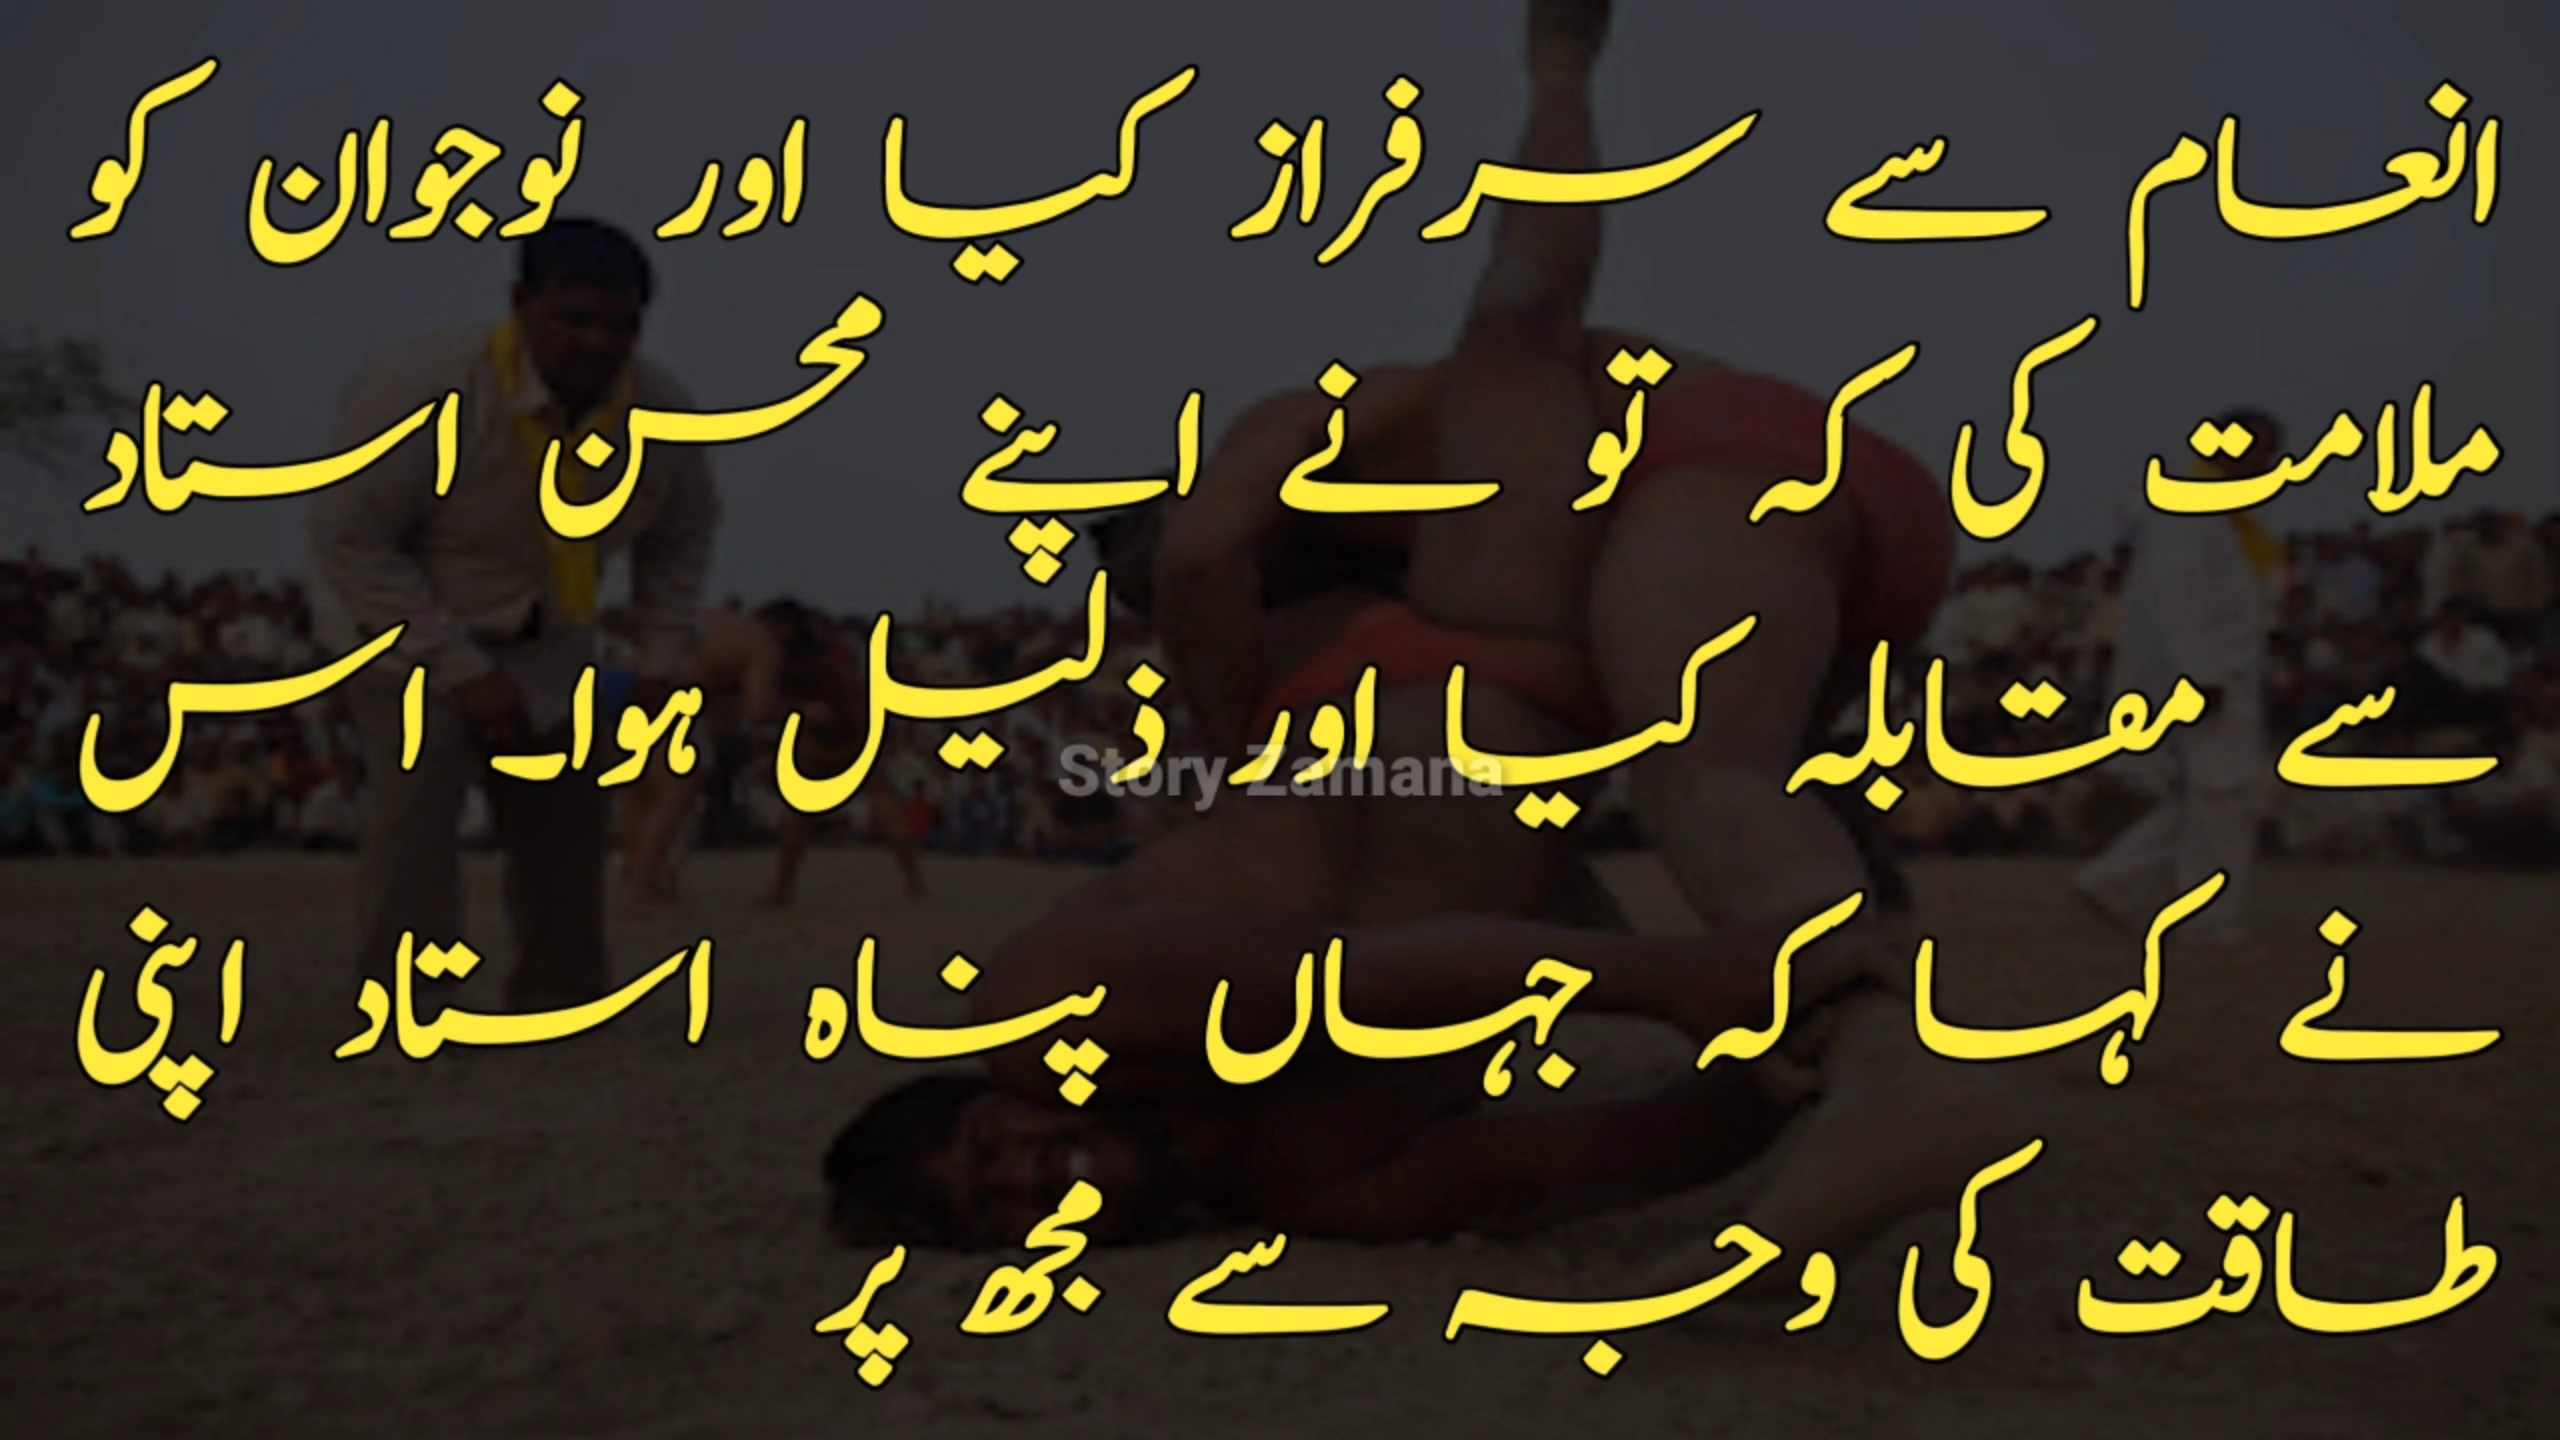 انعام سے سرفراز کیا اور نوجوان کو
ملامت کی کہ تو نے اپنے محسن استاد
سے مقابلہ کیا اور ذلیل ہوا۔ اس
Story Zamana
نے کہا کہ جہاں پناہ استاد اپنی
طاقت کی وجہ سے مجھ پر